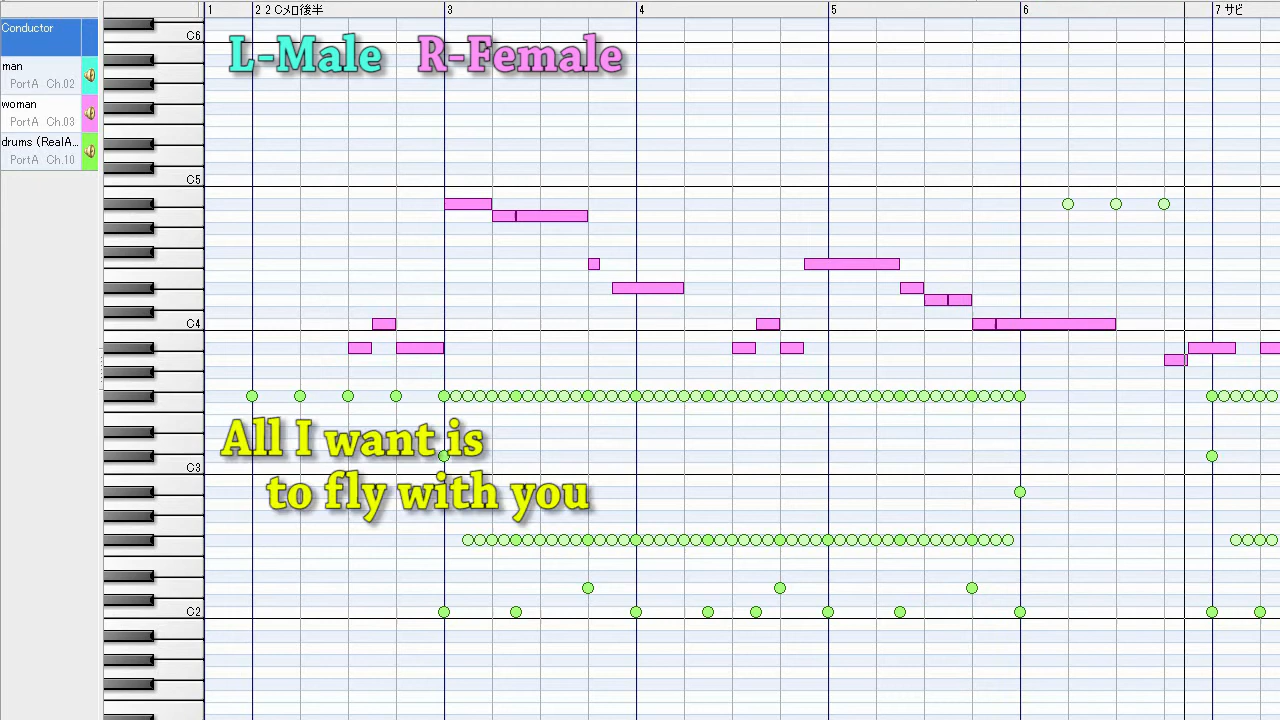 1 2 2 Cメロ後半 3 4 5 6 7 サビ
Conductor
man
PortA Ch.02
woman
PortA Ch.03
drums (RealA...
PortA Ch.10
L-Male R-Female
C6
C5
C4
C3
C2
All I want is
to fly with you